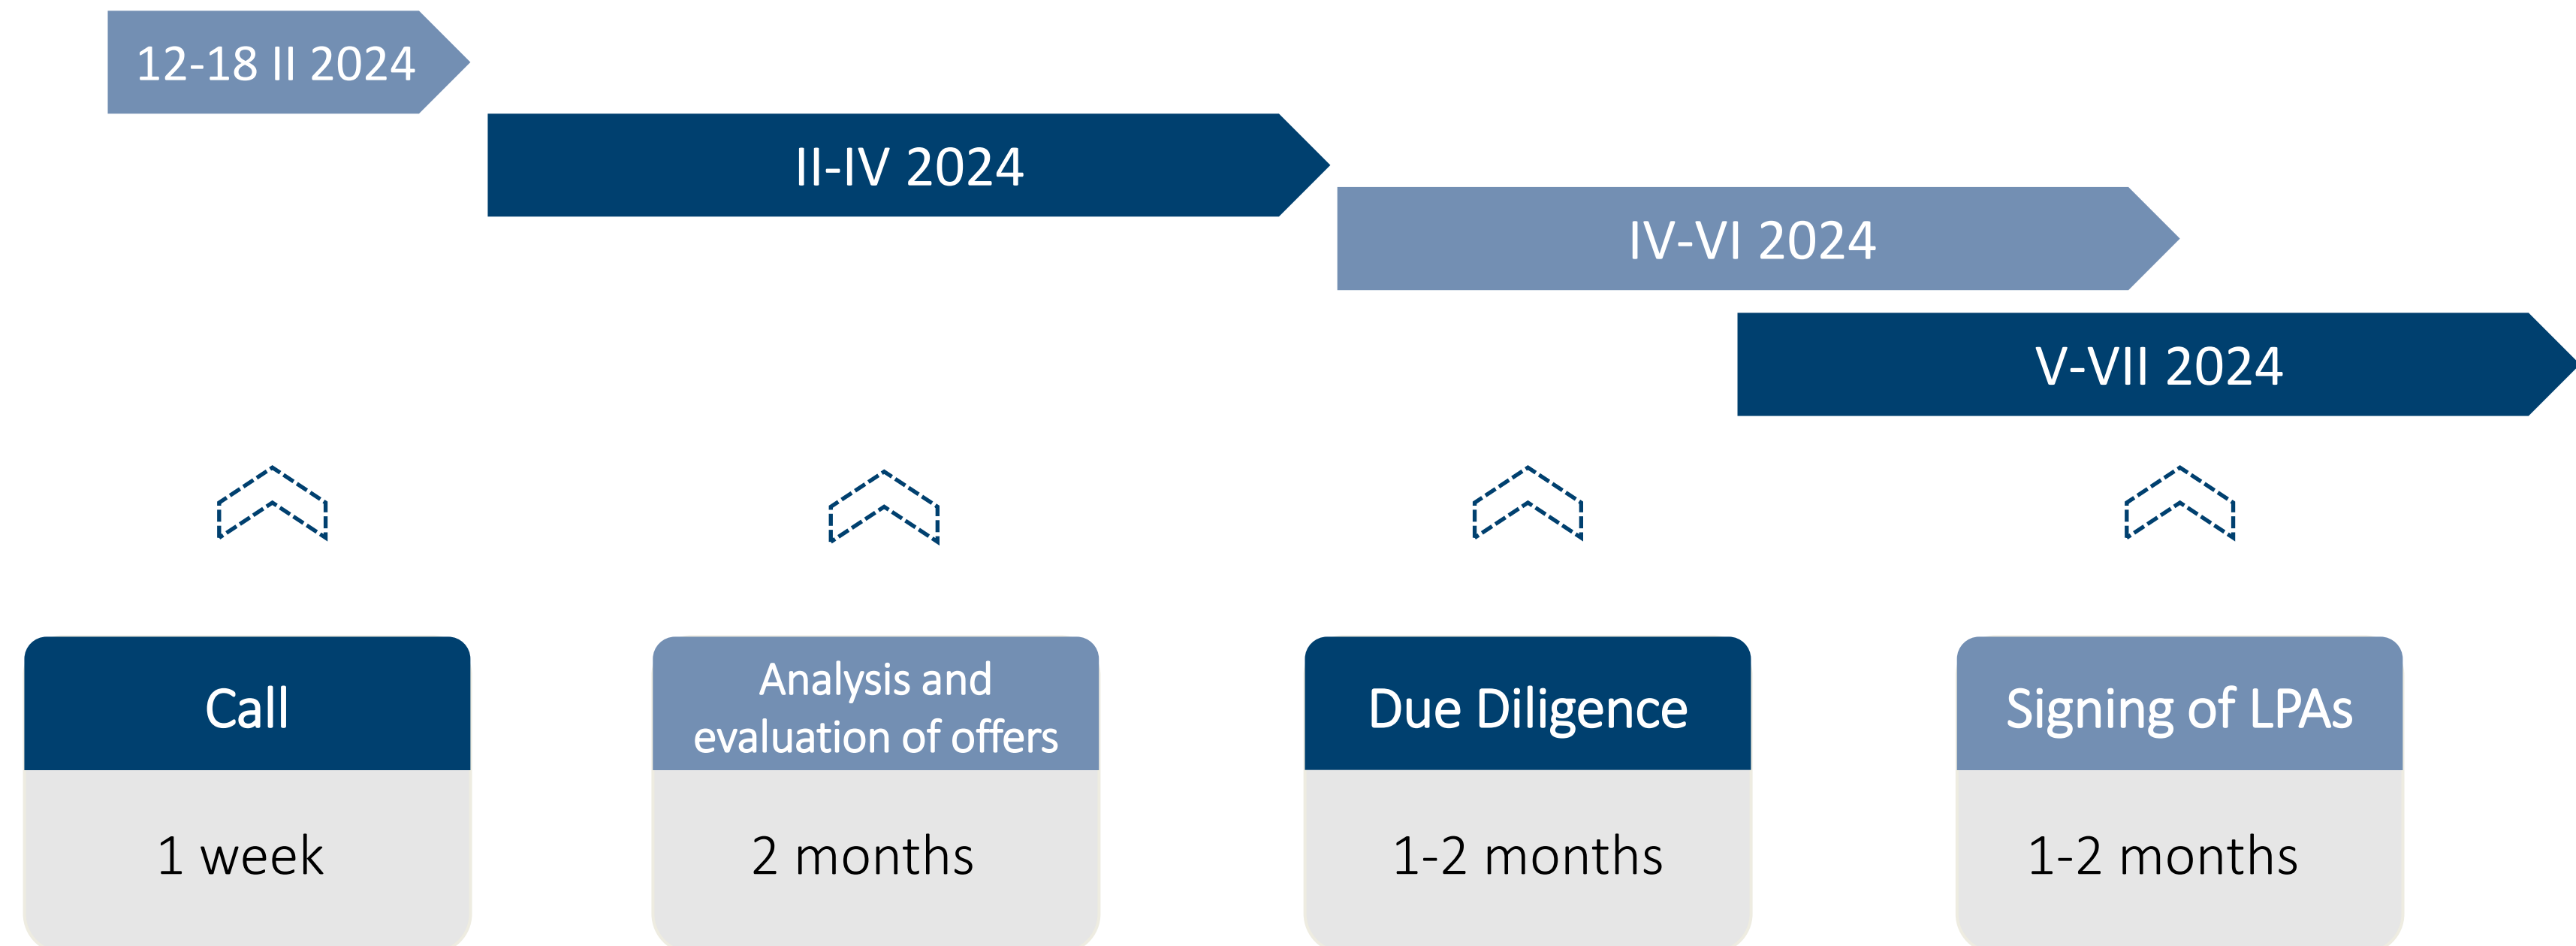 12-18 II 2024
II-IV 2024
IV-VI 2024
V-VII 2024
Call
1 week
Analysis and
evaluation of offers
2 months
Due Diligence
1-2 months
Signing of LPAs
1-2 months